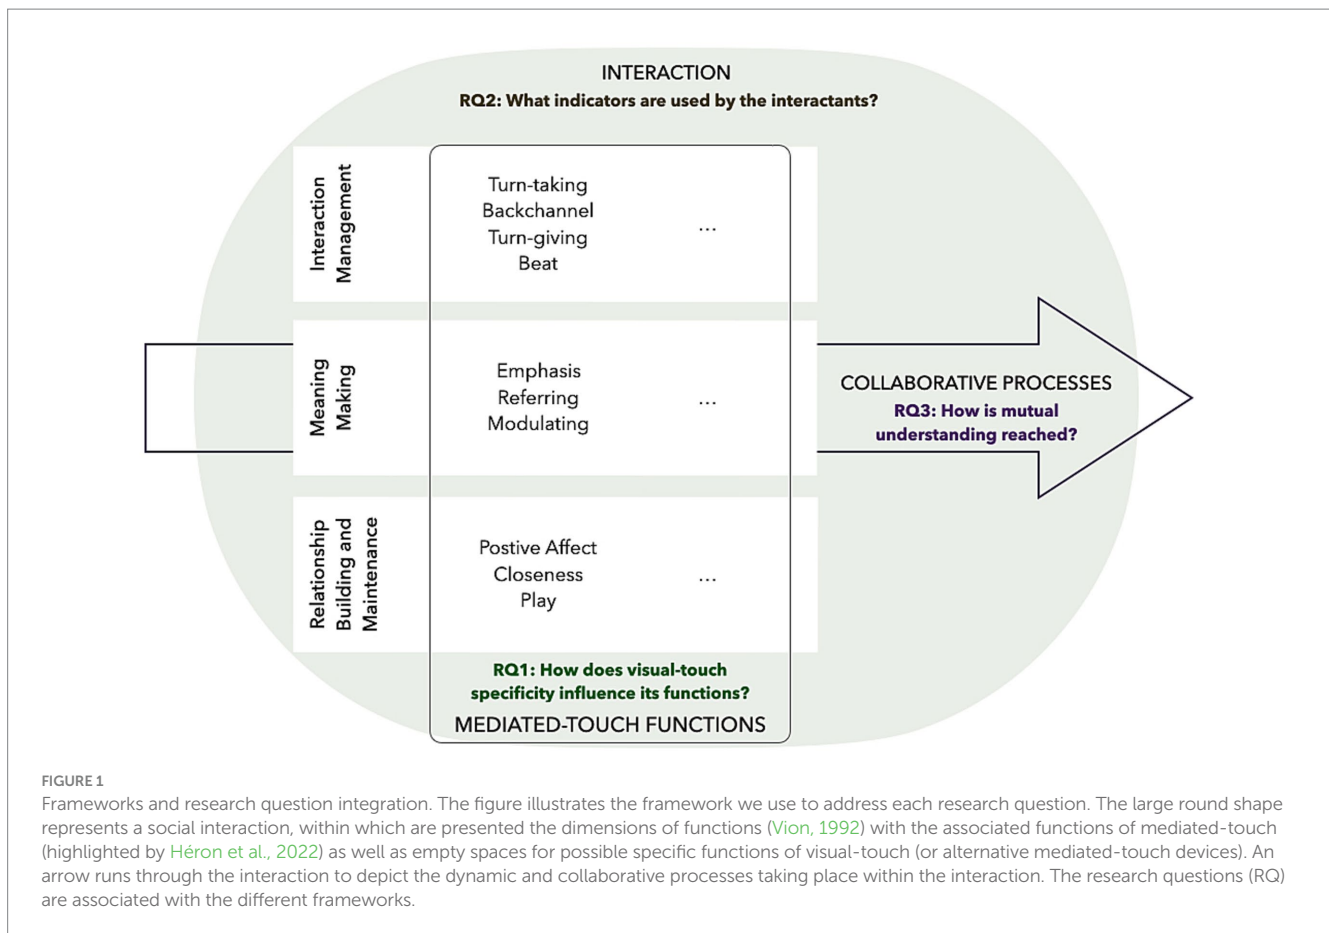 INTERACTION
RQ2: What indicators are used by the interactants?
Interaction
Management
Turn-taking
Backchannel
Turn-giving
Beat
...
Meaning
Making
Emphasis
Referring
Modulating
...
COLLABORATIVE PROCESSES
RQ3: How is mutual
understanding reached?
Relationship
Building and
Maintenance
Postive Affect
Closeness
Play
...
RQ1: How does visual-touch
specificity influence its functions?
MEDIATED-TOUCH FUNCTIONS
FIGURE 1
Frameworks and research question integration. The figure illustrates the framework we use to address each research question. The large round shape
represents a social interaction, within which are presented the dimensions of functions (Vion, 1992) with the associated functions of mediated-touch
(highlighted by Héron et al., 2022) as well as empty spaces for possible specific functions of visual-touch (or alternative mediated-touch devices). An
arrow runs through the interaction to depict the dynamic and collaborative processes taking place within the interaction. The research questions (RQ)
are associated with the different frameworks.